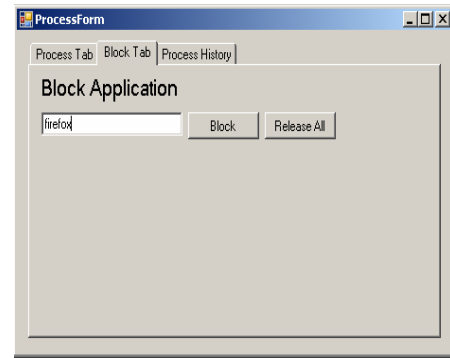 ProcessForm
Process Tab Block Tab Process History
Block Application
firefox Block Release All